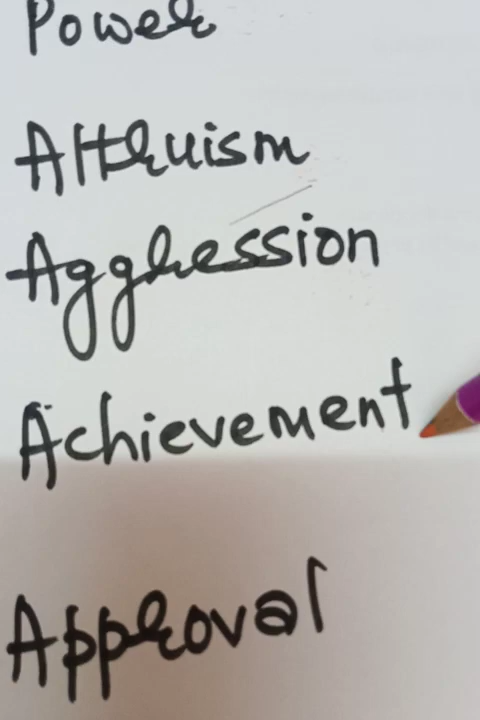 Power
Altruism
Aggression
Achievement
Approval